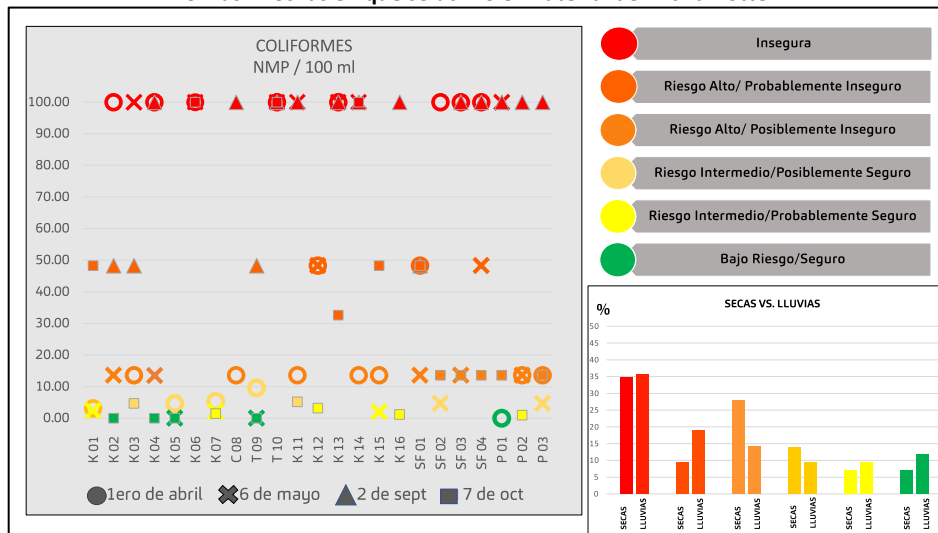 COLIFORMES
NMP / 100 ml
100.00
90.00
80.00
70.00
60.00
50.00
40.00
30.00
20.00
10.00
0.00
K 01
K 02
K 03
K 04
K 05
K 06
K 07
C 08
T 09
T 10
K 11
K 12
K 13
K 14
K 15
K 16
SF 01
SF 02
SF 03
SF 04
P 01
P 02
P 03
1ero de abril
6 de mayo
2 de sept
7 de oct
Insegura
Riesgo Alto/ Probablemente Inseguro
Riesgo Alto/ Posiblemente Inseguro
Riesgo Intermedio/Posiblemente Seguro
Riesgo Intermedio/Probablemente Seguro
Bajo Riesgo/Seguro
SECAS VS. LLUVIAS
%
50
45
40
35
30
25
20
15
10
5
0
SECAS
LLUVIAS
SECAS
LLUVIAS
SECAS
LLUVIAS
SECAS
LLUVIAS
SECAS
LLUVIAS
SECAS
LLUVIAS